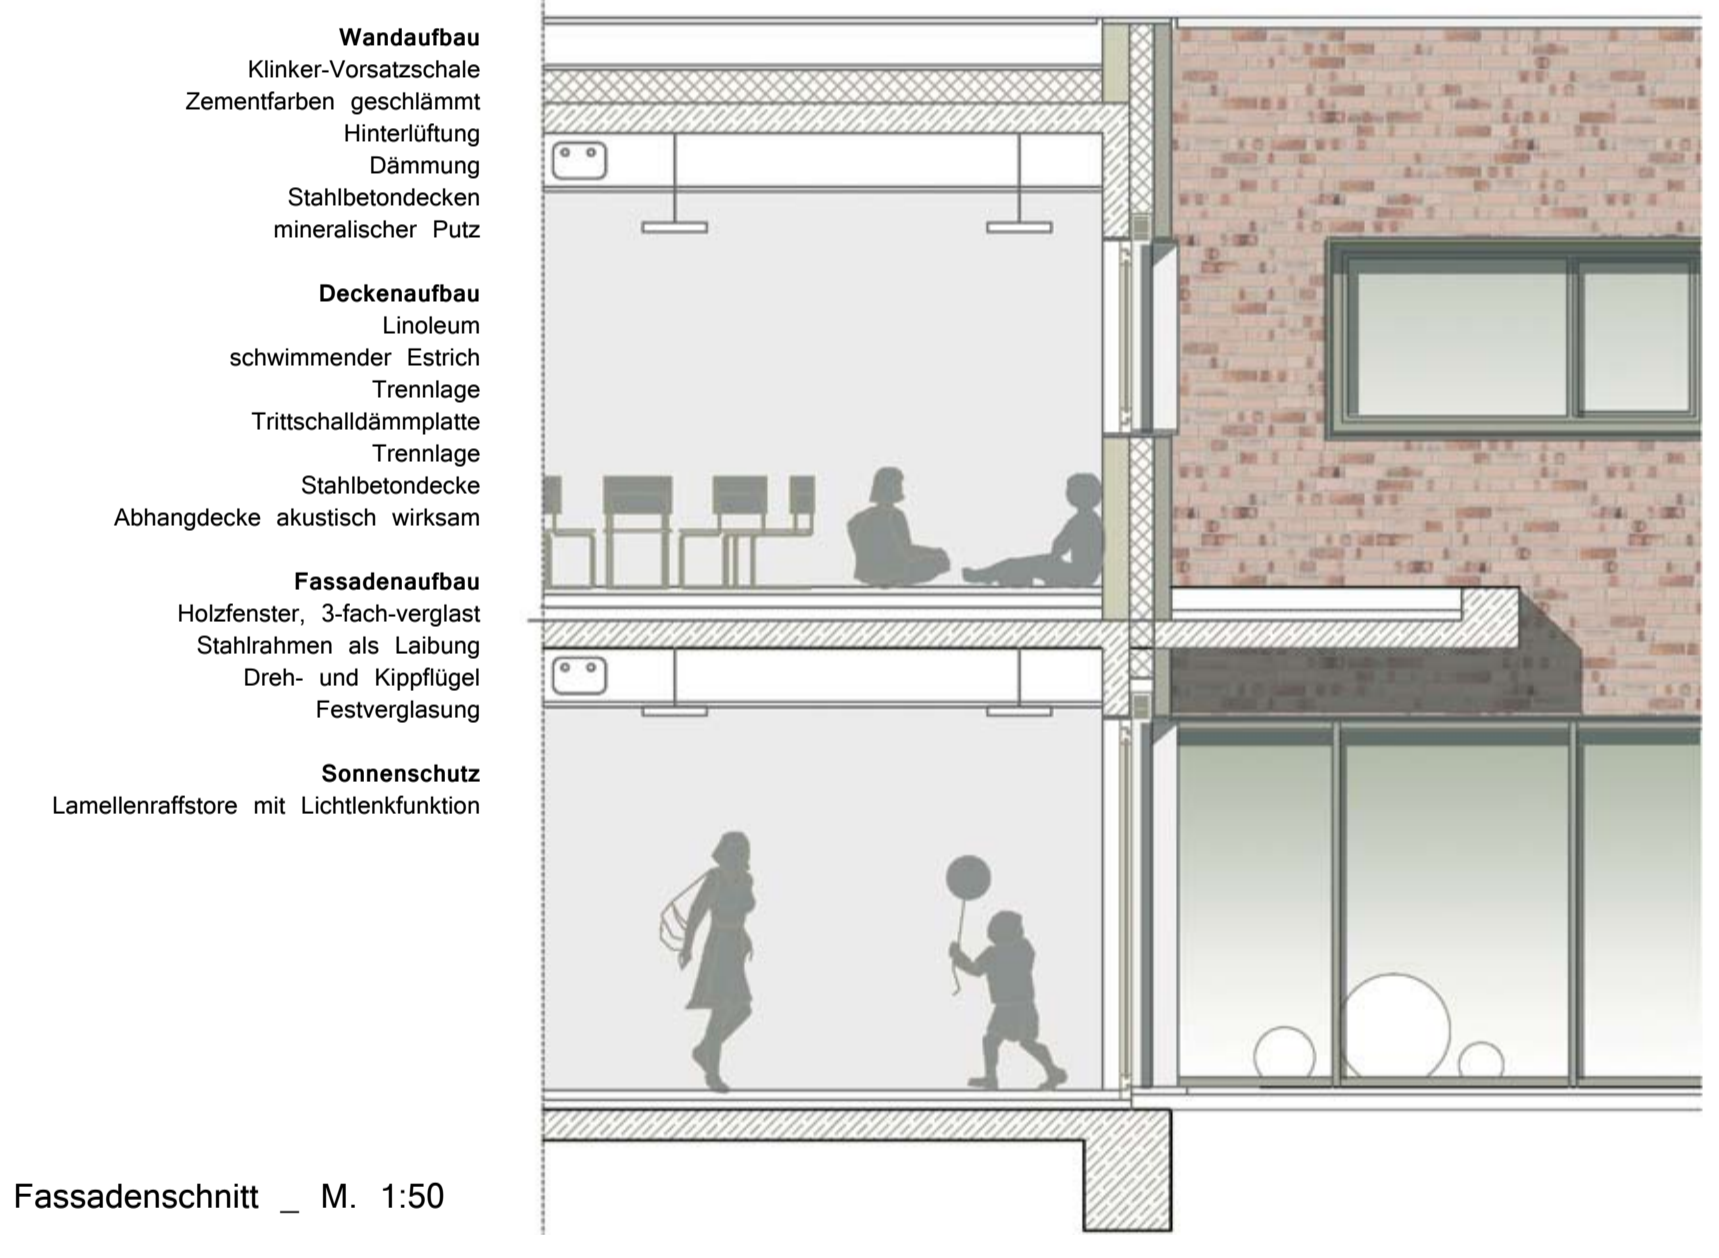 Wandaufbau
Klinker-Vorsatzschale
Zementfarben geschlämmt
Hinterlüftung
Dämmung
Stahlbetondecken
mineralischer Putz
Deckenaufbau
Linoleum
schwimmender Estrich
Trennlage
Trittschalldämmplatte
Trennlage
Stahlbetondecke
Abhangdecke akustisch wirksam
Fassadenaufbau
Holzfenster, 3-fach-verglast
Stahlrahmen als Laibung
Dreh- und Kippflügel
Festverglasung
Sonnenschutz
Lamellenraffstore mit Lichtlenkfunktion
Fassadenschnitt _ M. 1:50